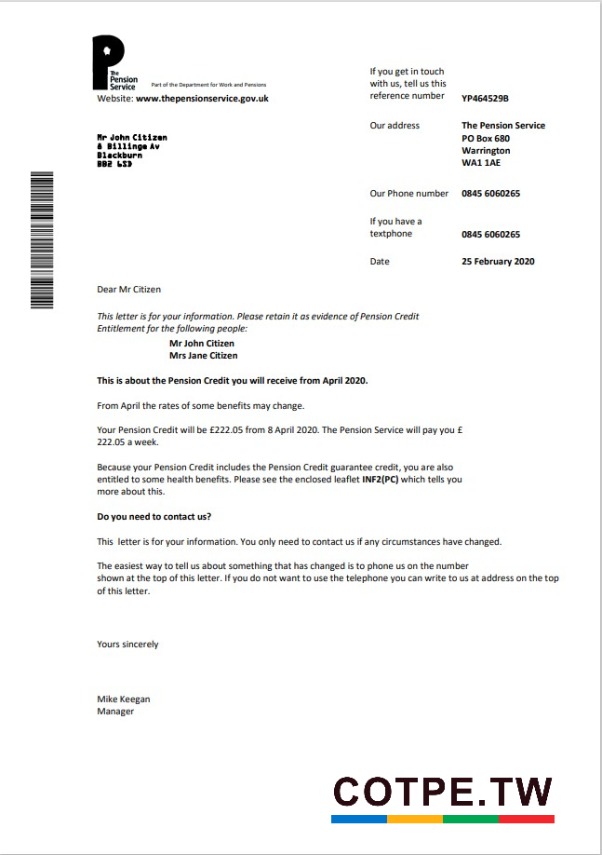 The
Pension
Service
Part of the Department for Work and Pensions
Website: www.thepensionservice.gov.uk
If you get in touch
with us, tell us this
reference number YP464529B
Our address The Pension Service
PO Box 680
Warrington
WA1 1AE
Mr John Citizen
8 Billinge Av
Blackburn
BB2 6SD
Our Phone number 0845 6060265
If you have a
textphone 0845 6060265
Date 25 February 2020
Dear Mr Citizen
This letter is for your information. Please retain it as evidence of Pension Credit
Entitlement for the following people:
Mr John Citizen
Mrs Jane Citizen
This is about the Pension Credit you will receive from April 2020.
From April the rates of some benefits may change.
Your Pension Credit will be £222.05 from 8 April 2020. The Pension Service will pay you £
222.05 a week.
Because your Pension Credit includes the Pension Credit guarantee credit, you are also
entitled to some health benefits. Please see the enclosed leaflet INF2(PC) which tells you
more about this.
Do you need to contact us?
This letter is for your information. You only need to contact us if any circumstances have changed.
The easiest way to tell us about something that has changed is to phone us on the number
shown at the top of this letter. If you do not want to use the telephone you can write to us at address on the top
of this letter.
Yours sincerely
Mike Keegan
Manager
COTPE.TW